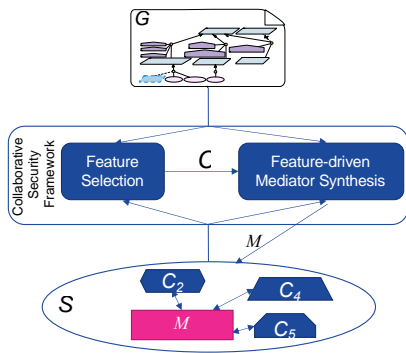 G
Collaborative
Security
Framework
Feature
Selection
C
Feature-driven
Mediator Synthesis
M
S
C2
C4
M
C5